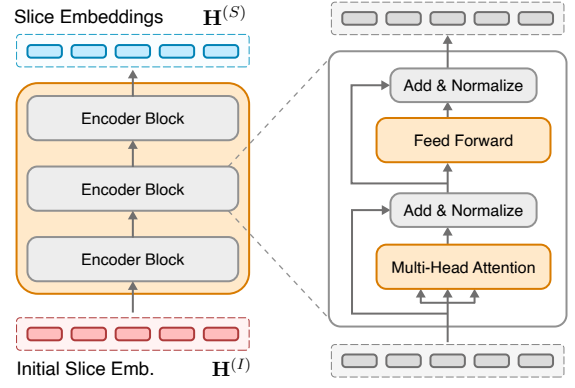 Slice Embeddings H^(S)
Encoder Block
Encoder Block
Encoder Block
Initial Slice Emb. H^(I)
Add & Normalize
Feed Forward
Add & Normalize
Multi-Head Attention